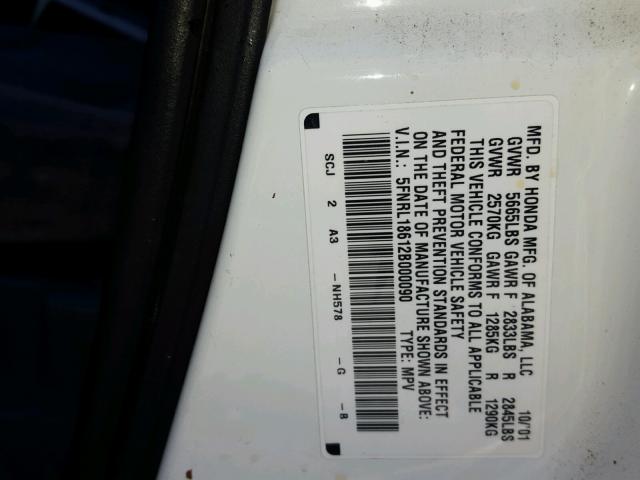 MFD. BY HONDA MFG. OF ALABAMA, LLC 10/'01
GVWR 5665LBS GAWR F 2833LBS R 2845LBS
GVWR 2570KG GAWR F 1285KG R 1290KG
THIS VEHICLE CONFORMS TO ALL APPLICABLE
FEDERAL MOTOR VEHICLE SAFETY
AND THEFT PREVENTION STANDARDS IN EFFECT
ON THE DATE OF MANUFACTURE SHOWN ABOVE:
V.I.N.: 5FNRL18612B000090 TYPE: MPV
SCJ 2 A3 -NH578 -G -B